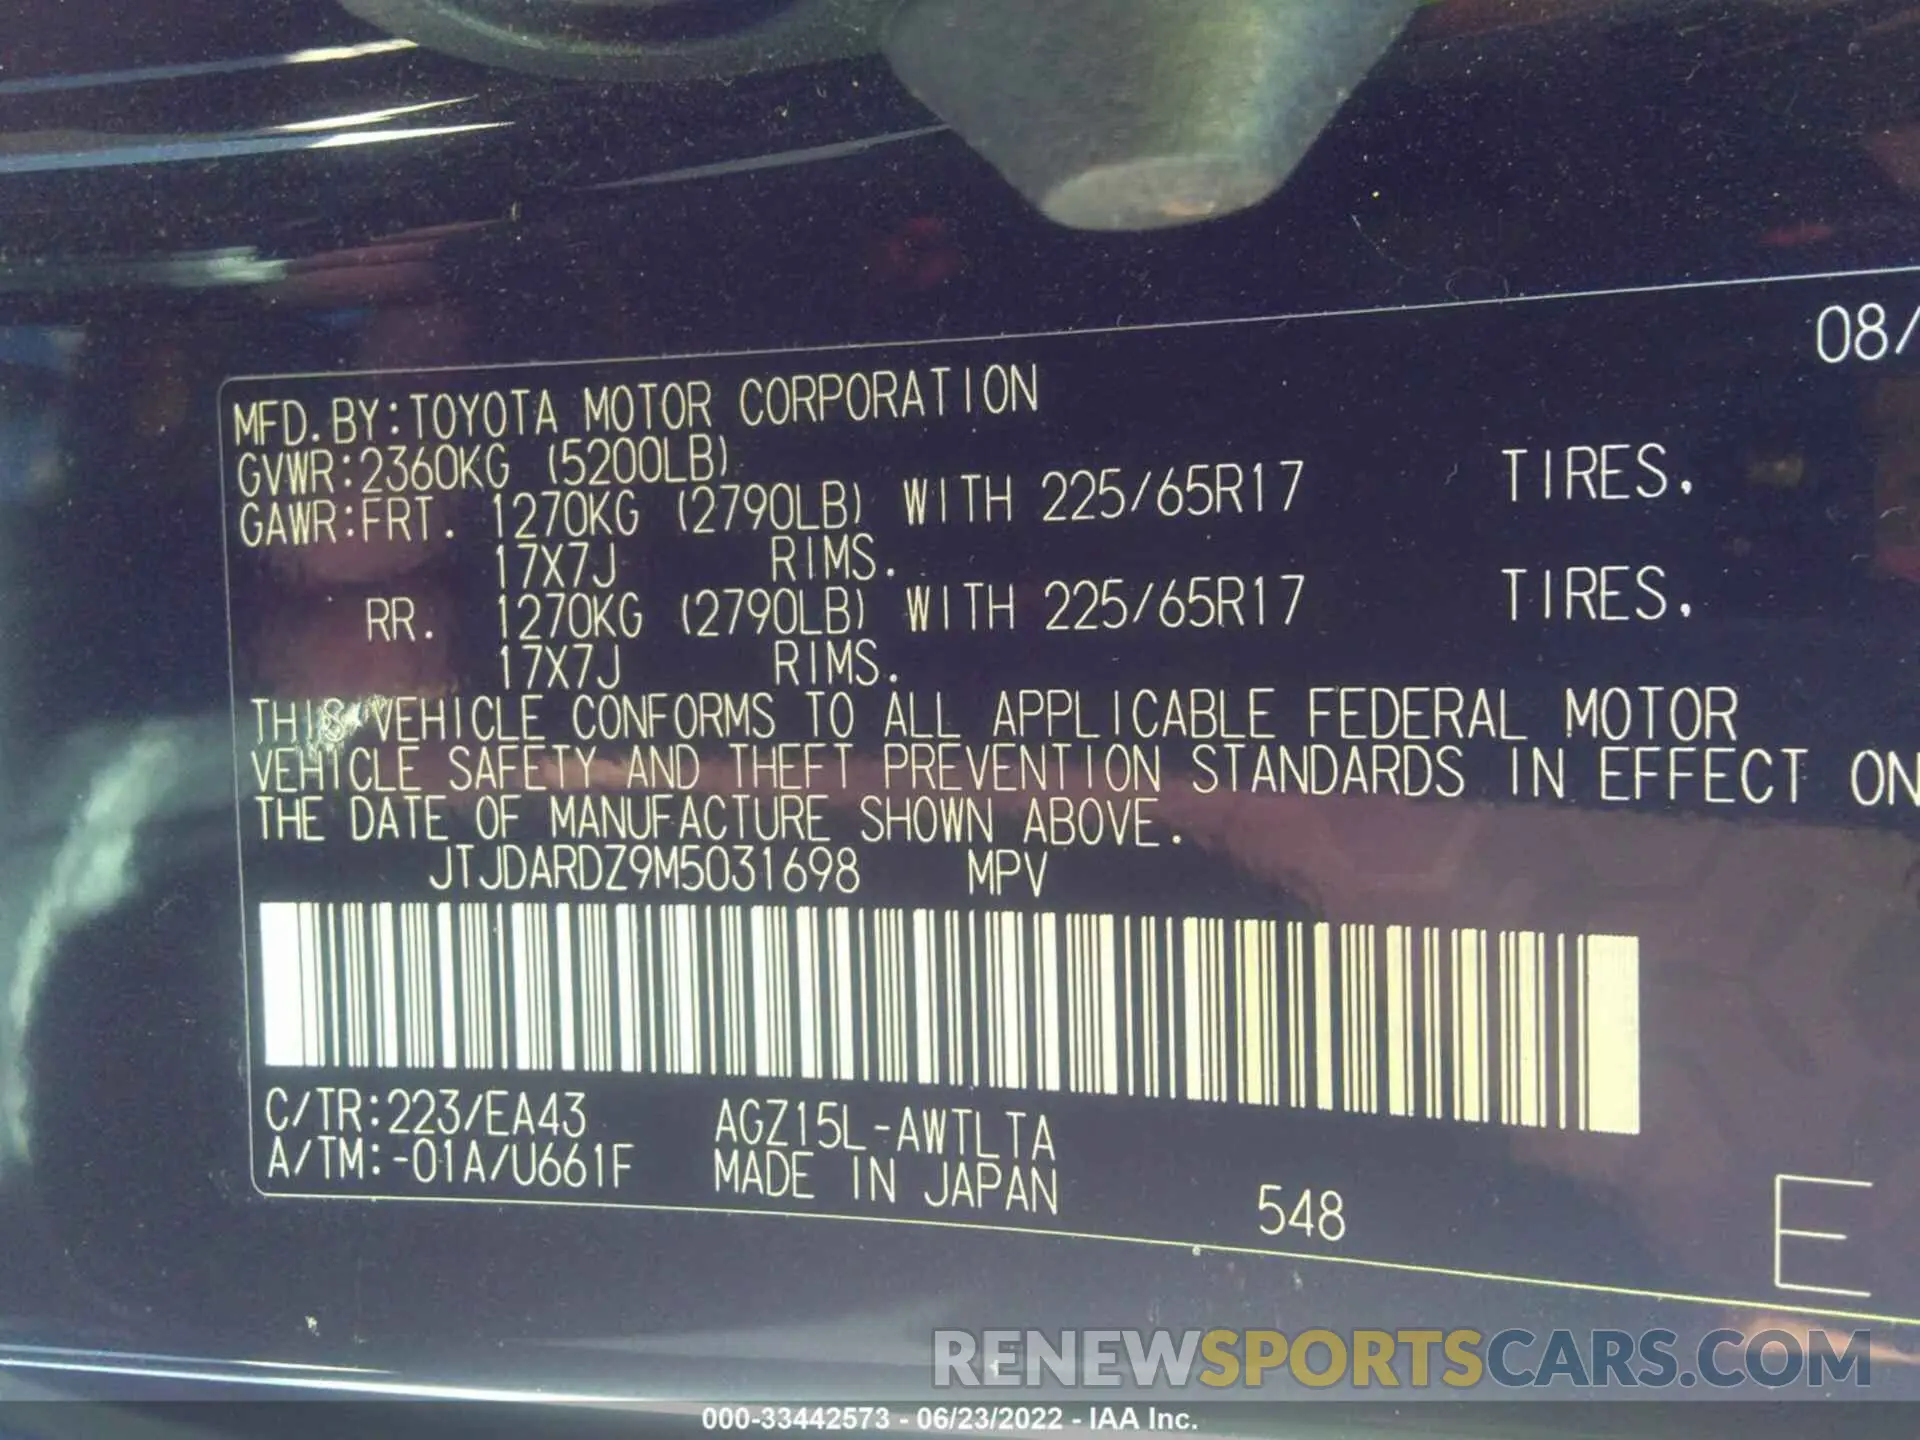 08/
MFD.BY:TOYOTA MOTOR CORPORATION
GVWR:2360KG (5200LB)
GAWR:FRT. 1270KG (2790LB) WITH 225/65R17 TIRES,
17X7J RIMS.
RR. 1270KG (2790LB) WITH 225/65R17 TIRES,
17X7J RIMS.
THIS VEHICLE CONFORMS TO ALL APPLICABLE FEDERAL MOTOR
VEHICLE SAFETY AND THEFT PREVENTION STANDARDS IN EFFECT ON
THE DATE OF MANUFACTURE SHOWN ABOVE.
JTJDARDZ9M5031698 MPV
C/TR:223/EA43 AGZ15L-AWTLTA
A/TM:-01A/U661F MADE IN JAPAN
548
E
RENEWSPORTSCARS.COM
000-33442573 - 06/23/2022 - IAA Inc.